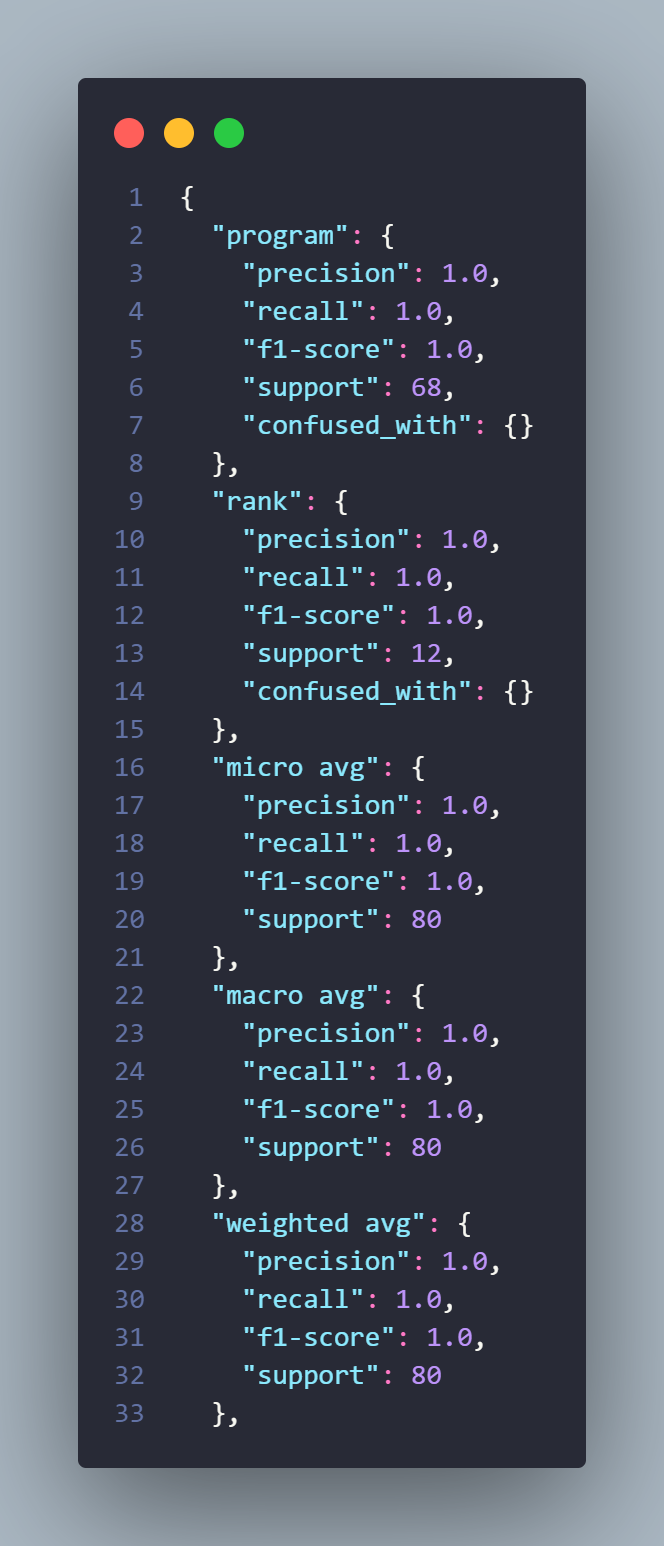 1 {
2   "program": {
3     "precision": 1.0,
4     "recall": 1.0,
5     "f1-score": 1.0,
6     "support": 68,
7     "confused_with": {}
8   },
9   "rank": {
10     "precision": 1.0,
11     "recall": 1.0,
12     "f1-score": 1.0,
13     "support": 12,
14     "confused_with": {}
15   },
16   "micro avg": {
17     "precision": 1.0,
18     "recall": 1.0,
19     "f1-score": 1.0,
20     "support": 80
21   },
22   "macro avg": {
23     "precision": 1.0,
24     "recall": 1.0,
25     "f1-score": 1.0,
26     "support": 80
27   },
28   "weighted avg": {
29     "precision": 1.0,
30     "recall": 1.0,
31     "f1-score": 1.0,
32     "support": 80
33   },